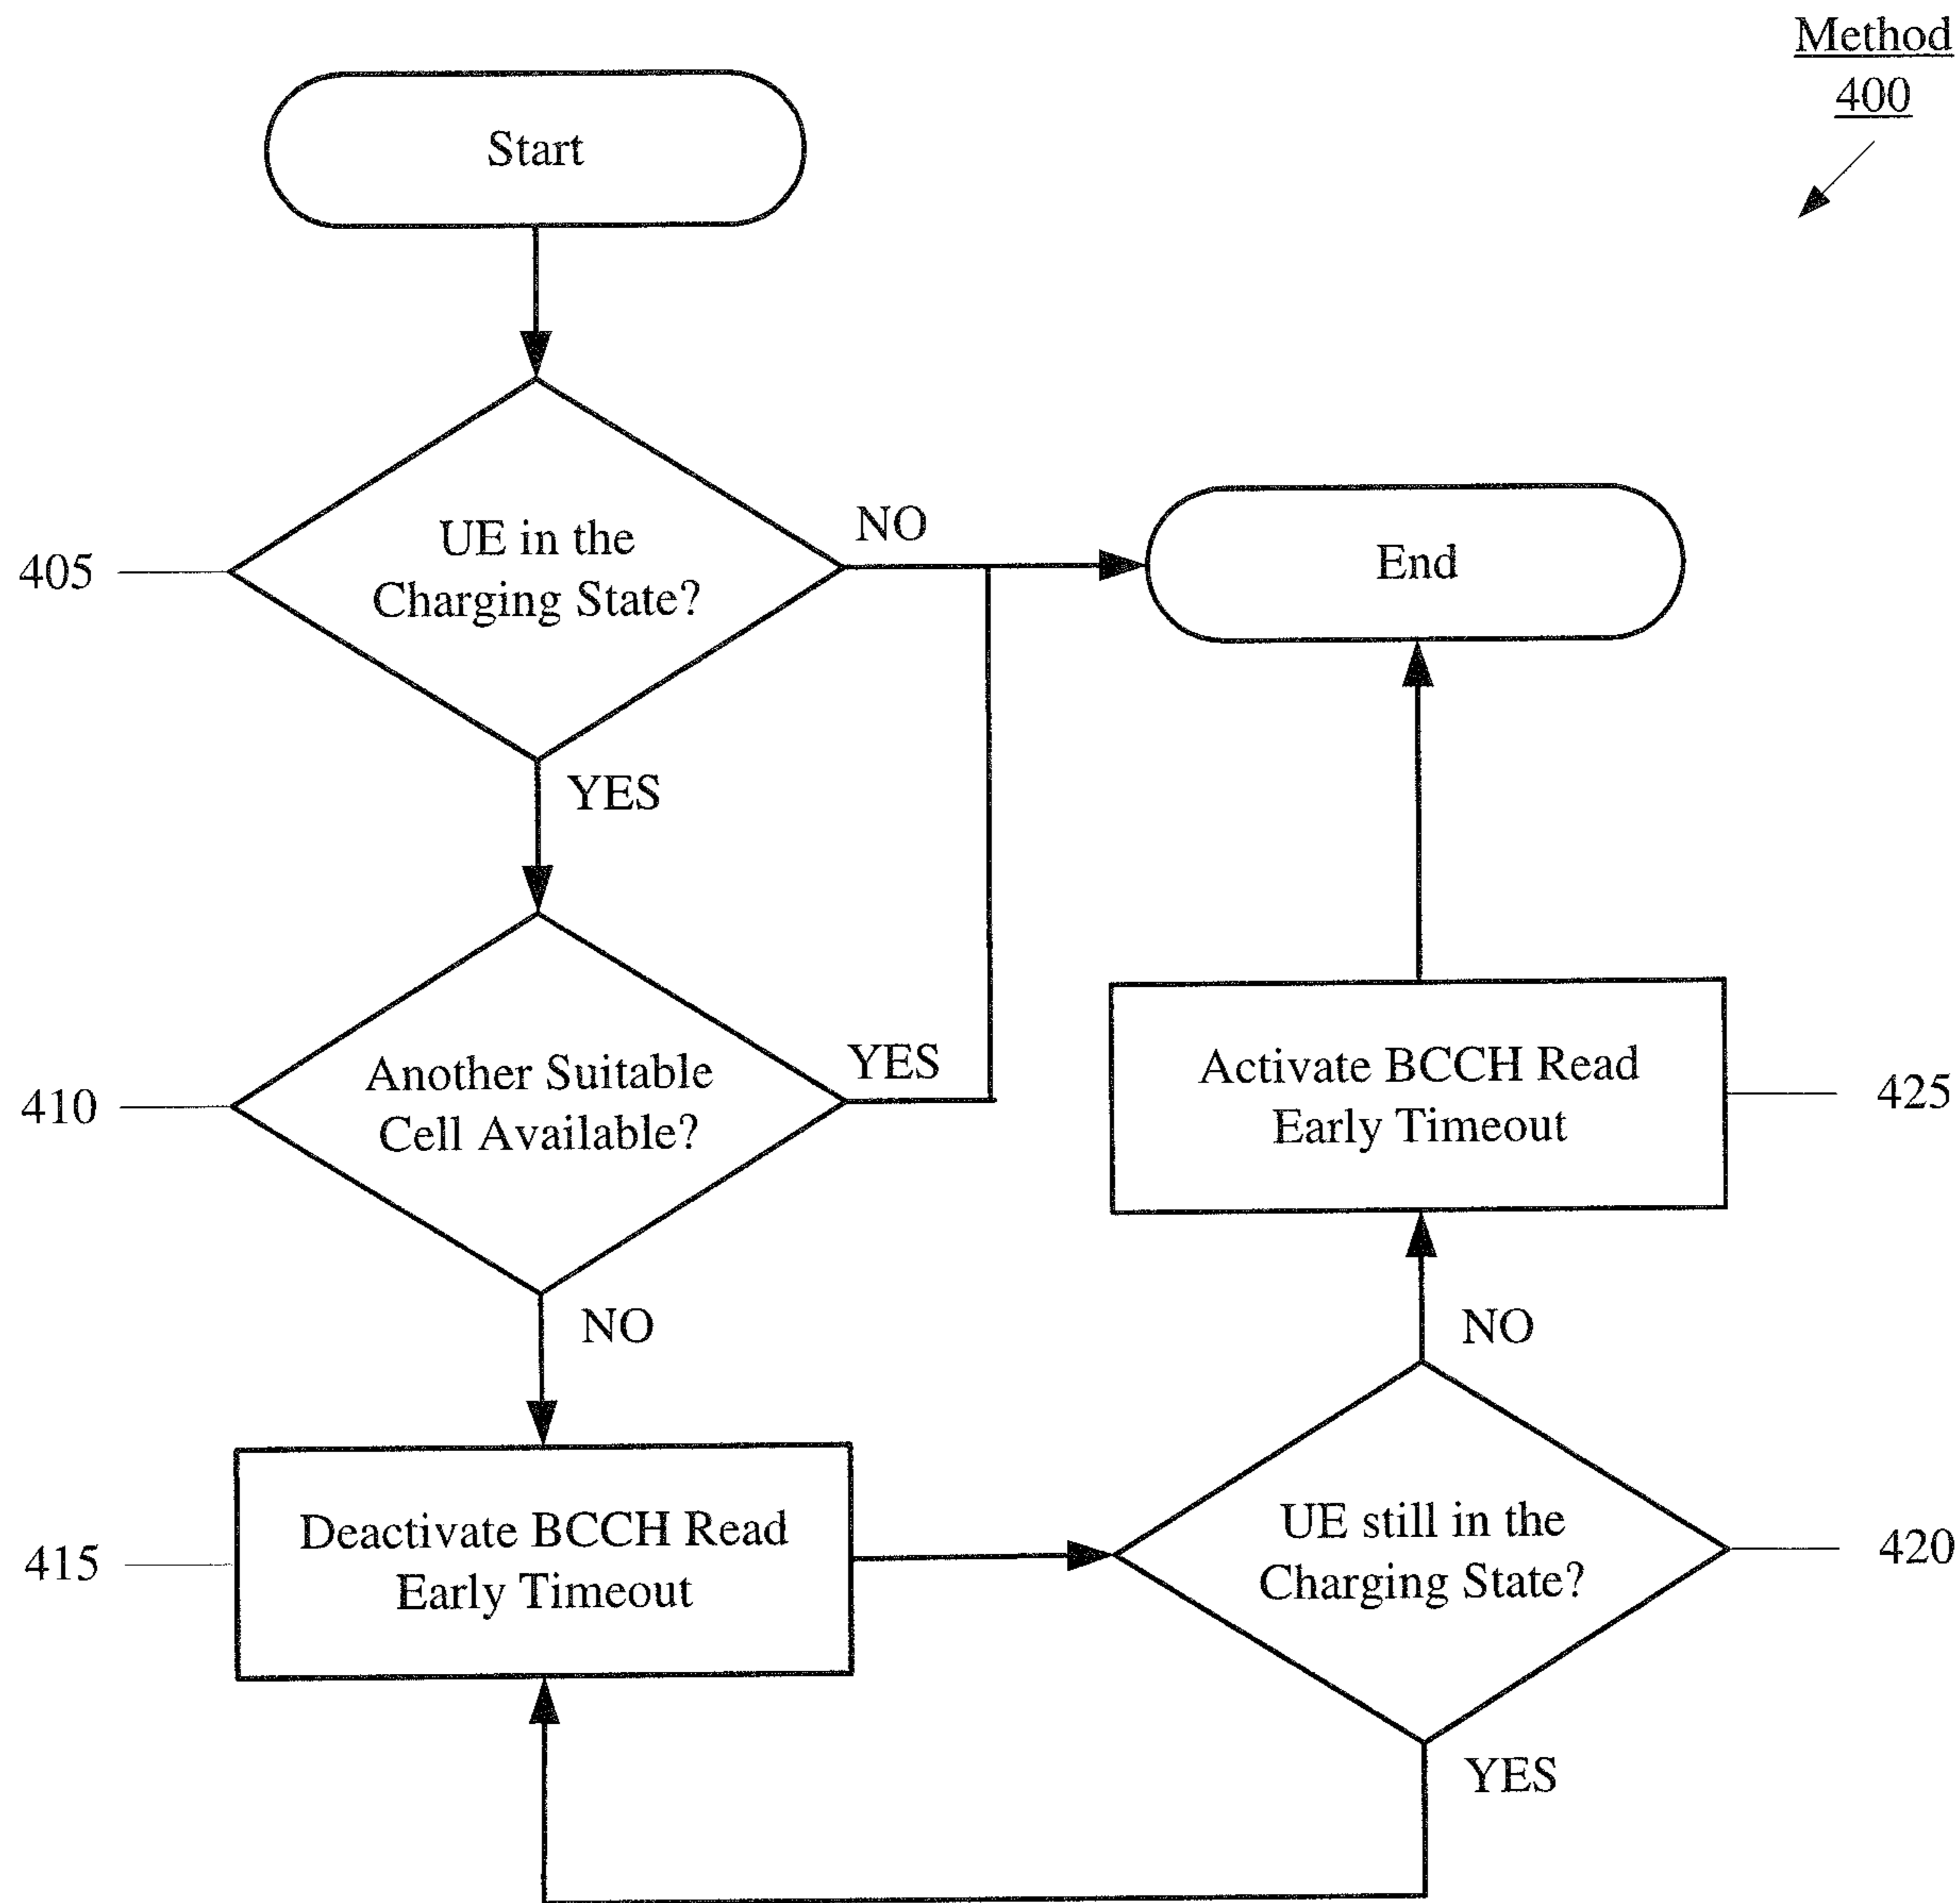 Method
400
Start
405
UE in the
Charging State?
NO
End
YES
410
Another Suitable
Cell Available?
YES
Activate BCCH Read
Early Timeout
425
NO
NO
415
Deactivate BCCH Read
Early Timeout
UE still in the
Charging State?
420
YES